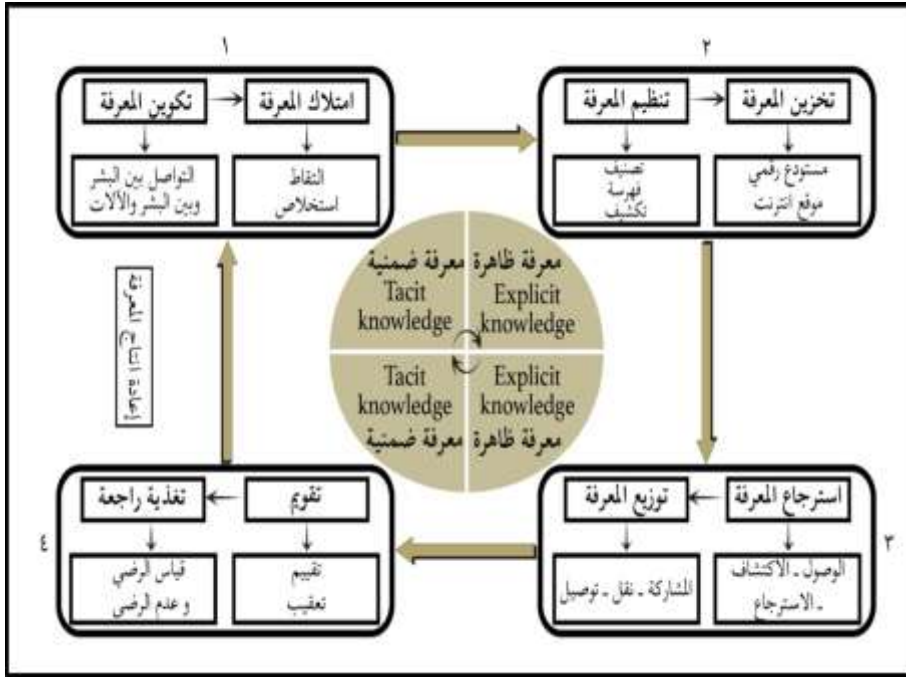 ١
تكوين المعرفة
امتلاك المعرفة
التواصل بين البشر
وبين البشر والآلات
التقاط
استخلاص
٢
تنظيم المعرفة
تخزين المعرفة
تصنيف
فهرسة
تكشيف
مستودع رقمي
موقع انترنت
معرفة ضمنية
Tacit
knowledge
معرفة ظاهرة
Explicit
knowledge
Tacit
knowledge
معرفة ضمنية
Explicit
knowledge
معرفة ظاهرة
إعادة انتاج المعرفة
٣
استرجاع المعرفة
توزيع المعرفة
الوصول ـ الاكتشاف
ـ الاسترجاع
المشاركة ـ نقل ـ توصيل
٤
تقويم
تغذية راجعة
تقييم
تعقيب
قياس الرضي
و عدم الرضى